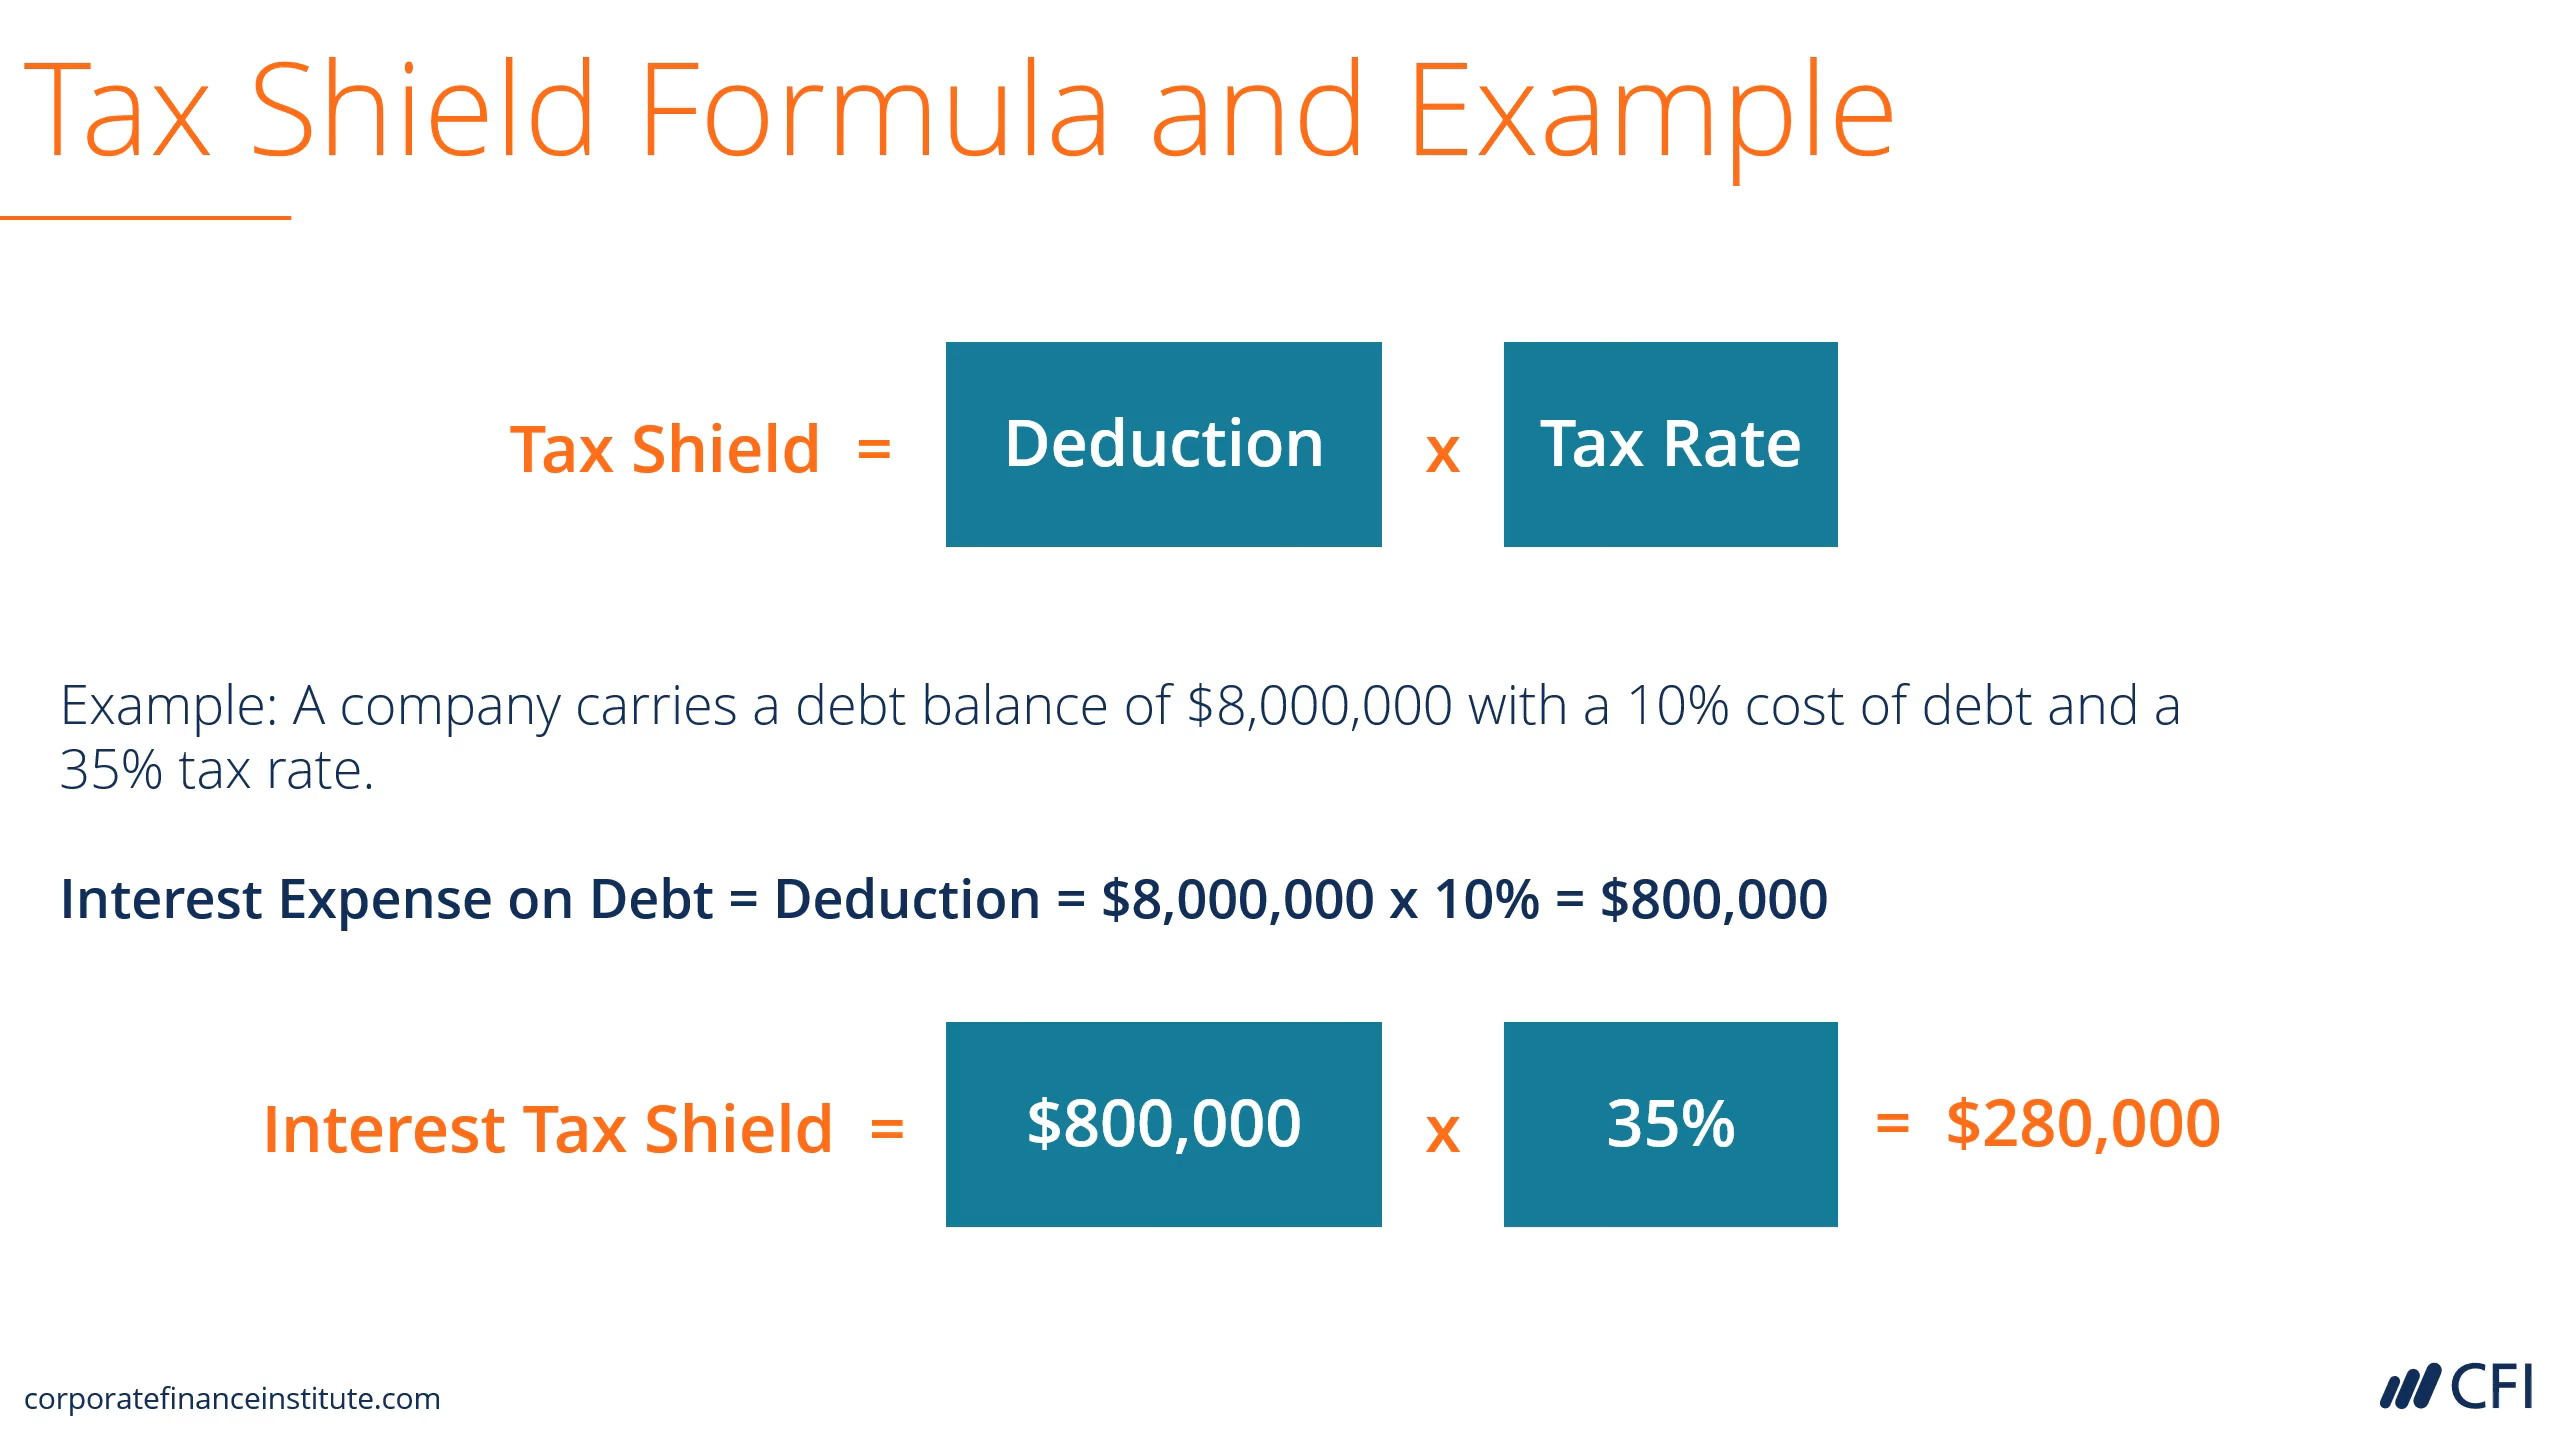 Tax Shield Formula and Example
Tax Shield = Deduction x Tax Rate
Example: A company carries a debt balance of $8,000,000 with a 10% cost of debt and a
35% tax rate.
Interest Expense on Debt = Deduction = $8,000,000 x 10% = $800,000
Interest Tax Shield = $800,000 x 35% = $280,000
corporatefinanceinstitute.com
CFI